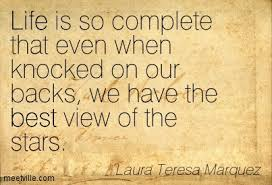 Life is so complete
that even when
knocked on our
backs, we have the
best view of the
stars.
Laura Teresa Marquez
meetville.com